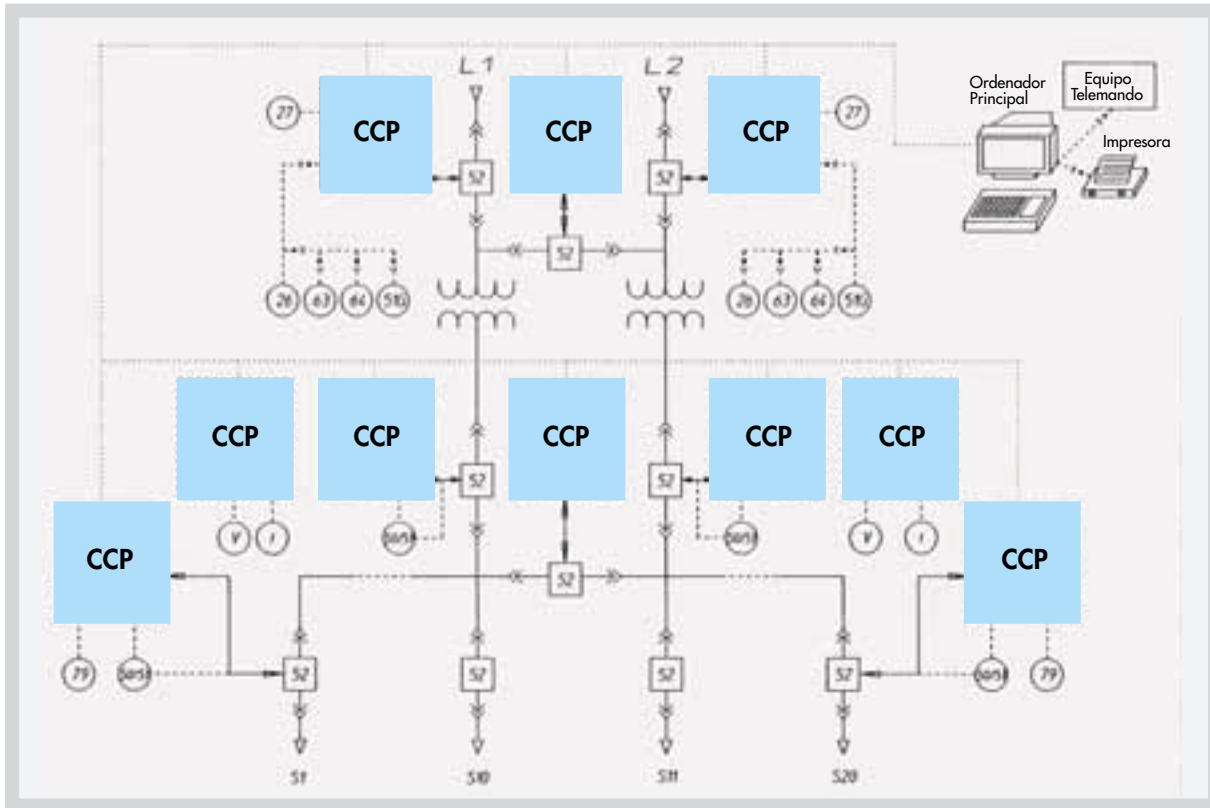 L1
L2
Ordenador
Principal
Equipo
Telemando
Impresora
27
CCP
CCP
CCP
27
52
52
52
26
63
64
51G
26
63
64
51G
CCP
CCP
CCP
CCP
CCP
52
52
V
I
50/51
50/51
V
I
CCP
CCP
52
79
50/51
52
52
52
52
50/51
79
S1
S10
S11
S20